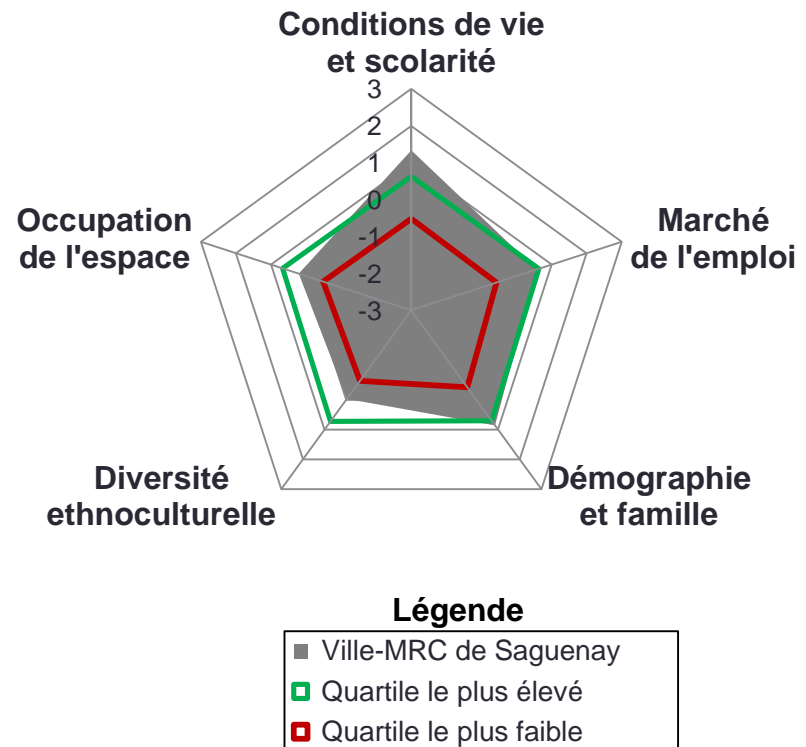 Conditions de vie
et scolarité
3
2
1
0
-1
-2
-3
Occupation
de l'espace
Marché
de l'emploi
Diversité
ethnoculturelle
Démographie
et famille
Légende
Ville-MRC de Saguenay
Quartile le plus élevé
Quartile le plus faible